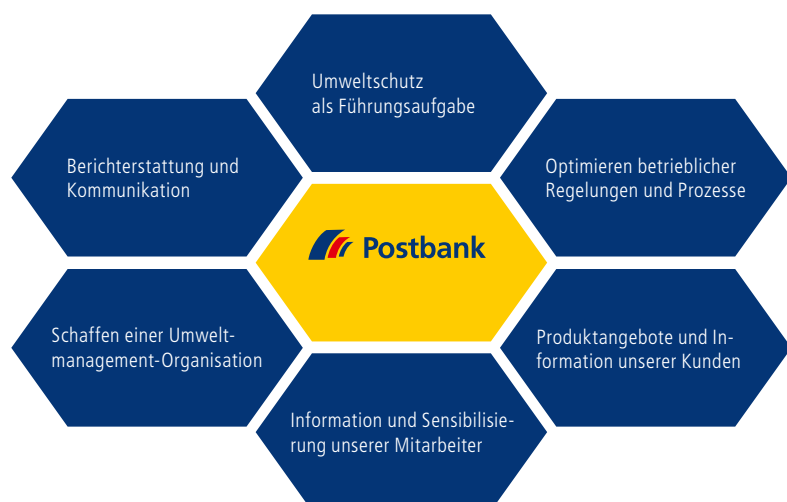 Umweltschutz
als Führungsaufgabe
Berichterstattung und
Kommunikation
Optimieren betrieblicher
Regelungen und Prozesse
Postbank
Schaffen einer Umwelt-
management-Organisation
Produktangebote und In-
formation unserer Kunden
Information und Sensibilisie-
rung unserer Mitarbeiter